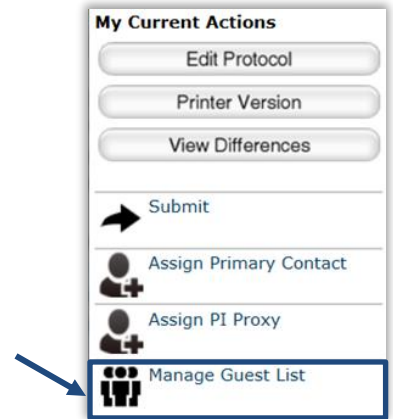 My Current Actions
Edit Protocol
Printer Version
View Differences
Submit
Assign Primary Contact
Assign PI Proxy
Manage Guest List